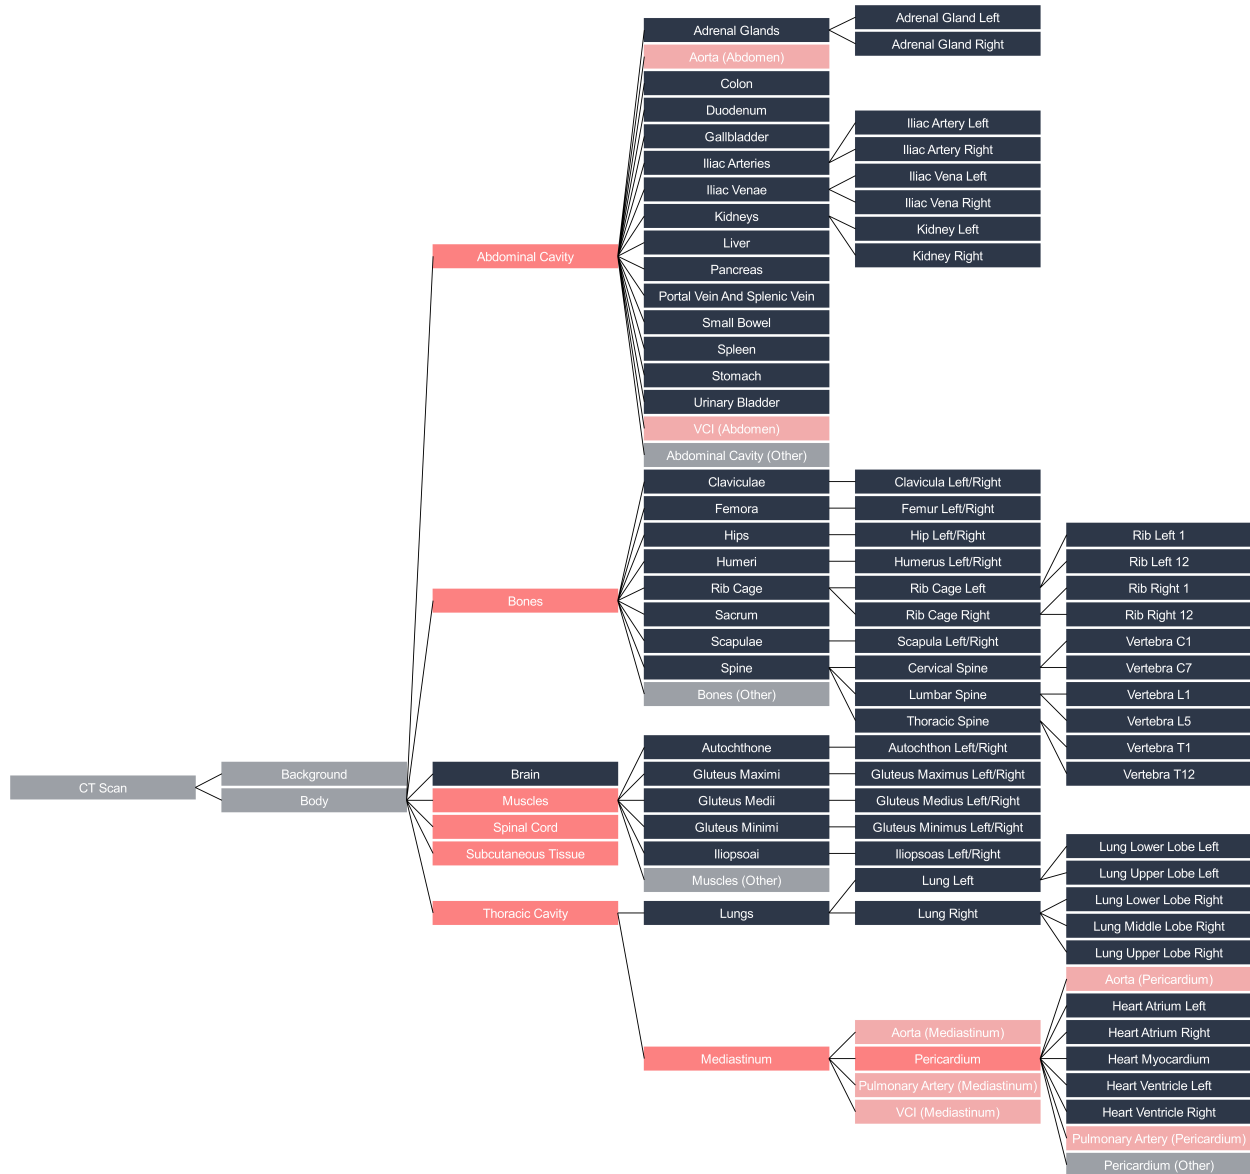 CT Scan
Background
Body
Abdominal Cavity
Bones
Brain
Muscles
Spinal Cord
Subcutaneous Tissue
Thoracic Cavity
Adrenal Glands
Aorta (Abdomen)
Colon
Duodenum
Gallbladder
Iliac Arteries
Iliac Venae
Kidneys
Liver
Pancreas
Portal Vein And Splenic Vein
Small Bowel
Spleen
Stomach
Urinary Bladder
VCI (Abdomen)
Abdominal Cavity (Other)
Claviculae
Femora
Hips
Humeri
Rib Cage
Sacrum
Scapulae
Spine
Bones (Other)
Autochthone
Gluteus Maximi
Gluteus Medii
Gluteus Minimi
Iliopsoai
Muscles (Other)
Lungs
Mediastinum
Adrenal Gland Left
Adrenal Gland Right
Iliac Artery Left
Iliac Artery Right
Iliac Vena Left
Iliac Vena Right
Kidney Left
Kidney Right
Clavicula Left/Right
Femur Left/Right
Hip Left/Right
Humerus Left/Right
Rib Cage Left
Rib Cage Right
Scapula Left/Right
Cervical Spine
Lumbar Spine
Thoracic Spine
Autochthon Left/Right
Gluteus Maximus Left/Right
Gluteus Medius Left/Right
Gluteus Minimus Left/Right
Iliopsoas Left/Right
Lung Left
Lung Right
Aorta (Mediastinum)
Pericardium
Pulmonary Artery (Mediastinum)
VCI (Mediastinum)
Rib Left 1
Rib Left 12
Rib Right 1
Rib Right 12
Vertebra C1
Vertebra C7
Vertebra L1
Vertebra L5
Vertebra T1
Vertebra T12
Lung Lower Lobe Left
Lung Upper Lobe Left
Lung Lower Lobe Right
Lung Middle Lobe Right
Lung Upper Lobe Right
Aorta (Pericardium)
Heart Atrium Left
Heart Atrium Right
Heart Myocardium
Heart Ventricle Left
Heart Ventricle Right
Pulmonary Artery (Pericardium)
Pericardium (Other)